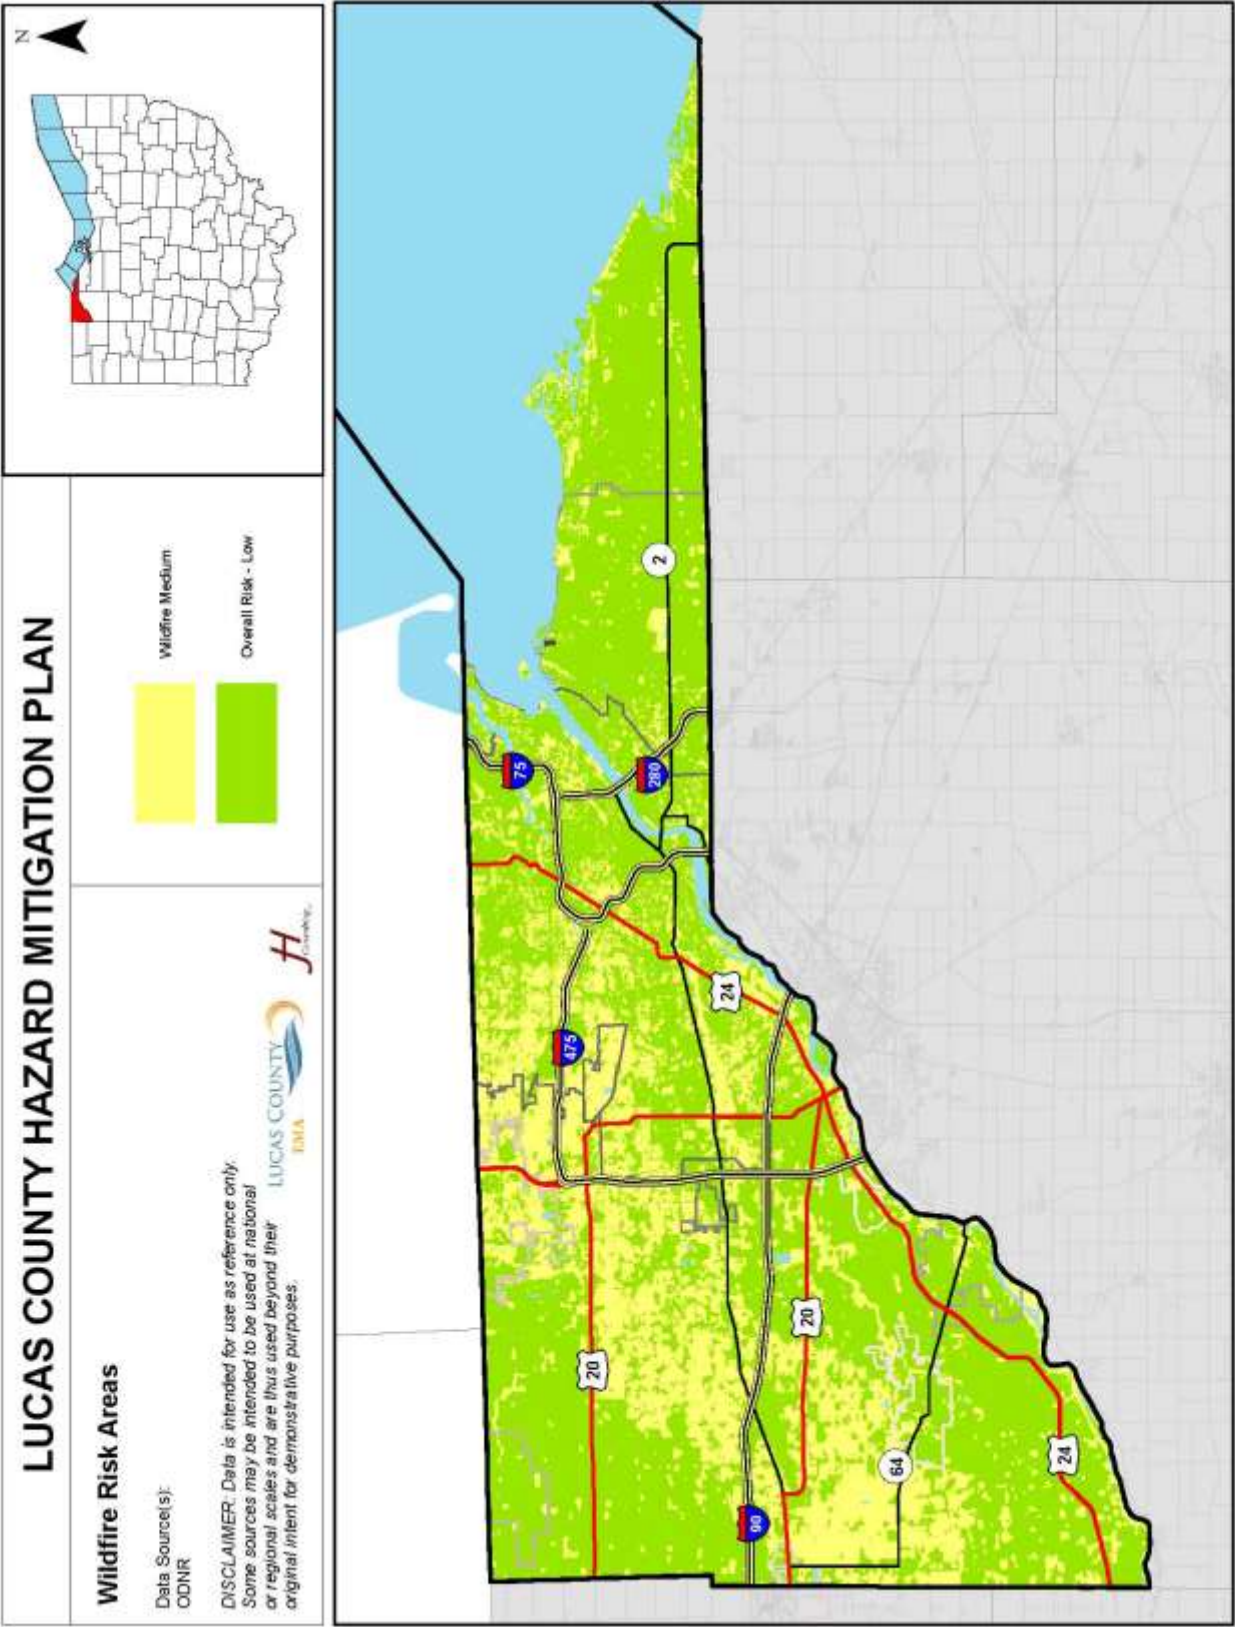 LUCAS COUNTY HAZARD MITIGATION PLAN
Wildfire Risk Areas
Data Source(s):
ODNR
DISCLAIMER: Data is intended for use as reference only.
Some sources may be intended to be used at national
or regional scales and are thus used beyond their
original intent for demonstrative purposes.
LUCAS COUNTY
EMA
JH
Wildfire Medium
Overall Risk - Low
N
75
280
2
475
24
20
20
90
64
24